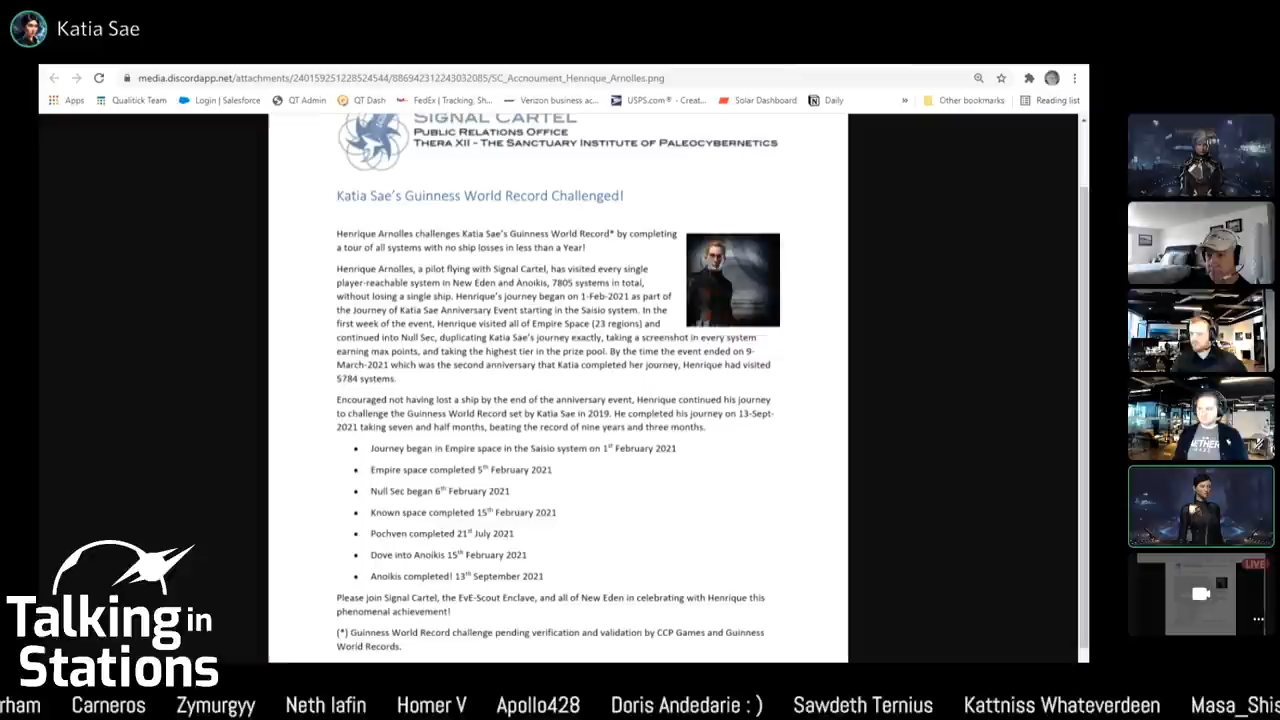 Katia Sae
media.discordapp.net/attachments/240159251228524544/886942312243032085/SC_Accnoument_Hennque_Arnolles.png
Apps Qualitick Team Login | Salesforce QT Admin QT Dash FedEx | Tracking, Sh... Verizon business ac... USPS.com® - Creat... Solar Dashboard Daily » Other bookmarks Reading list
Signal Cartel
Public Relations Office
Thera XII - The Sanctuary Institute of Paleocybernetics
Katia Sae's Guinness World Record Challenged!
Henrique Arnolles challenges Katia Sae's Guinness World Record* by completing
a tour of all systems with no ship losses in less than a Year!
Henrique Arnolles, a pilot flying with Signal Cartel, has visited every single
player-reachable system in New Eden and Anoikis, 7805 systems in total,
without losing a single ship. Henrique's journey began on 1-Feb-2021 as part of
the Journey of Katia Sae Anniversary Event starting in the Saisio system. In the
first week of the event, Henrique visited all of Empire Space (23 regions) and
continued into Null Sec, duplicating Katia Sae's journey exactly, taking a screenshot in every system
earning max points, and taking the highest tier in the prize pool. By the time the event ended on 9-
March-2021 which was the second anniversary that Katia completed her journey, Henrique had visited
5784 systems.
Encouraged not having lost a ship by the end of the anniversary event, Henrique continued his journey
to challenge the Guinness World Record set by Katia Sae in 2019. He completed his journey on 13-Sept-
2021 taking seven and half months, beating the record of nine years and three months.
• Journey began in Empire space in the Saisio system on 1st February 2021
• Empire space completed 5th February 2021
• Null Sec began 6th February 2021
• Known space completed 15th February 2021
• Pochven completed 21st July 2021
• Dove into Anoikis 15th February 2021
• Anoikis completed! 13th September 2021
Please join Signal Cartel, the EvE-Scout Enclave, and all of New Eden in celebrating with Henrique this
phenomenal achievement!
(*) Guinness World Record challenge pending verification and validation by CCP Games and Guinness
World Records.
LIVE
Talking in
Stations
rham Carneros Zymurgyy Neth Iafin Homer V Apollo428 Doris Andedarie : ) Sawdeth Ternius Kattniss Whateverdeen Masa_Shis